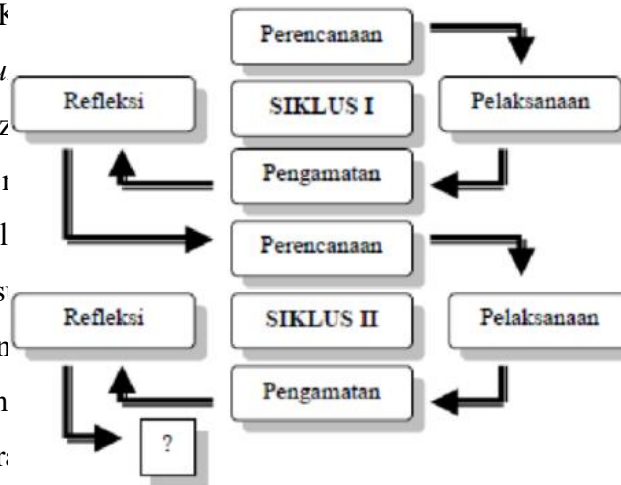 Perencanaan
Refleksi
SIKLUS I
Pelaksanaan
Pengamatan
Perencanaan
Refleksi
SIKLUS II
Pelaksanaan
Pengamatan
?